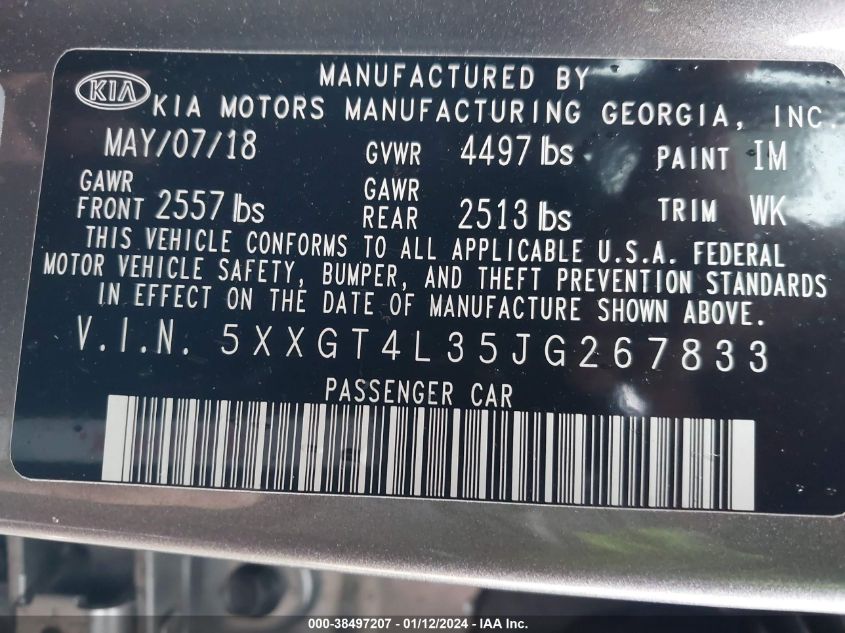 MANUFACTURED BY
KIA KIA MOTORS MANUFACTURING GEORGIA, INC.
MAY/07/18 GVWR 4497 lbs PAINT IM
GAWR FRONT 2557 lbs GAWR REAR 2513 lbs TRIM WK
THIS VEHICLE CONFORMS TO ALL APPLICABLE U.S.A. FEDERAL
MOTOR VEHICLE SAFETY, BUMPER, AND THEFT PREVENTION STANDARDS
IN EFFECT ON THE DATE OF MANUFACTURE SHOWN ABOVE.
V.I.N. 5XXGT4L35JG267833
PASSENGER CAR
000-38497207 - 01/12/2024 - IAA Inc.